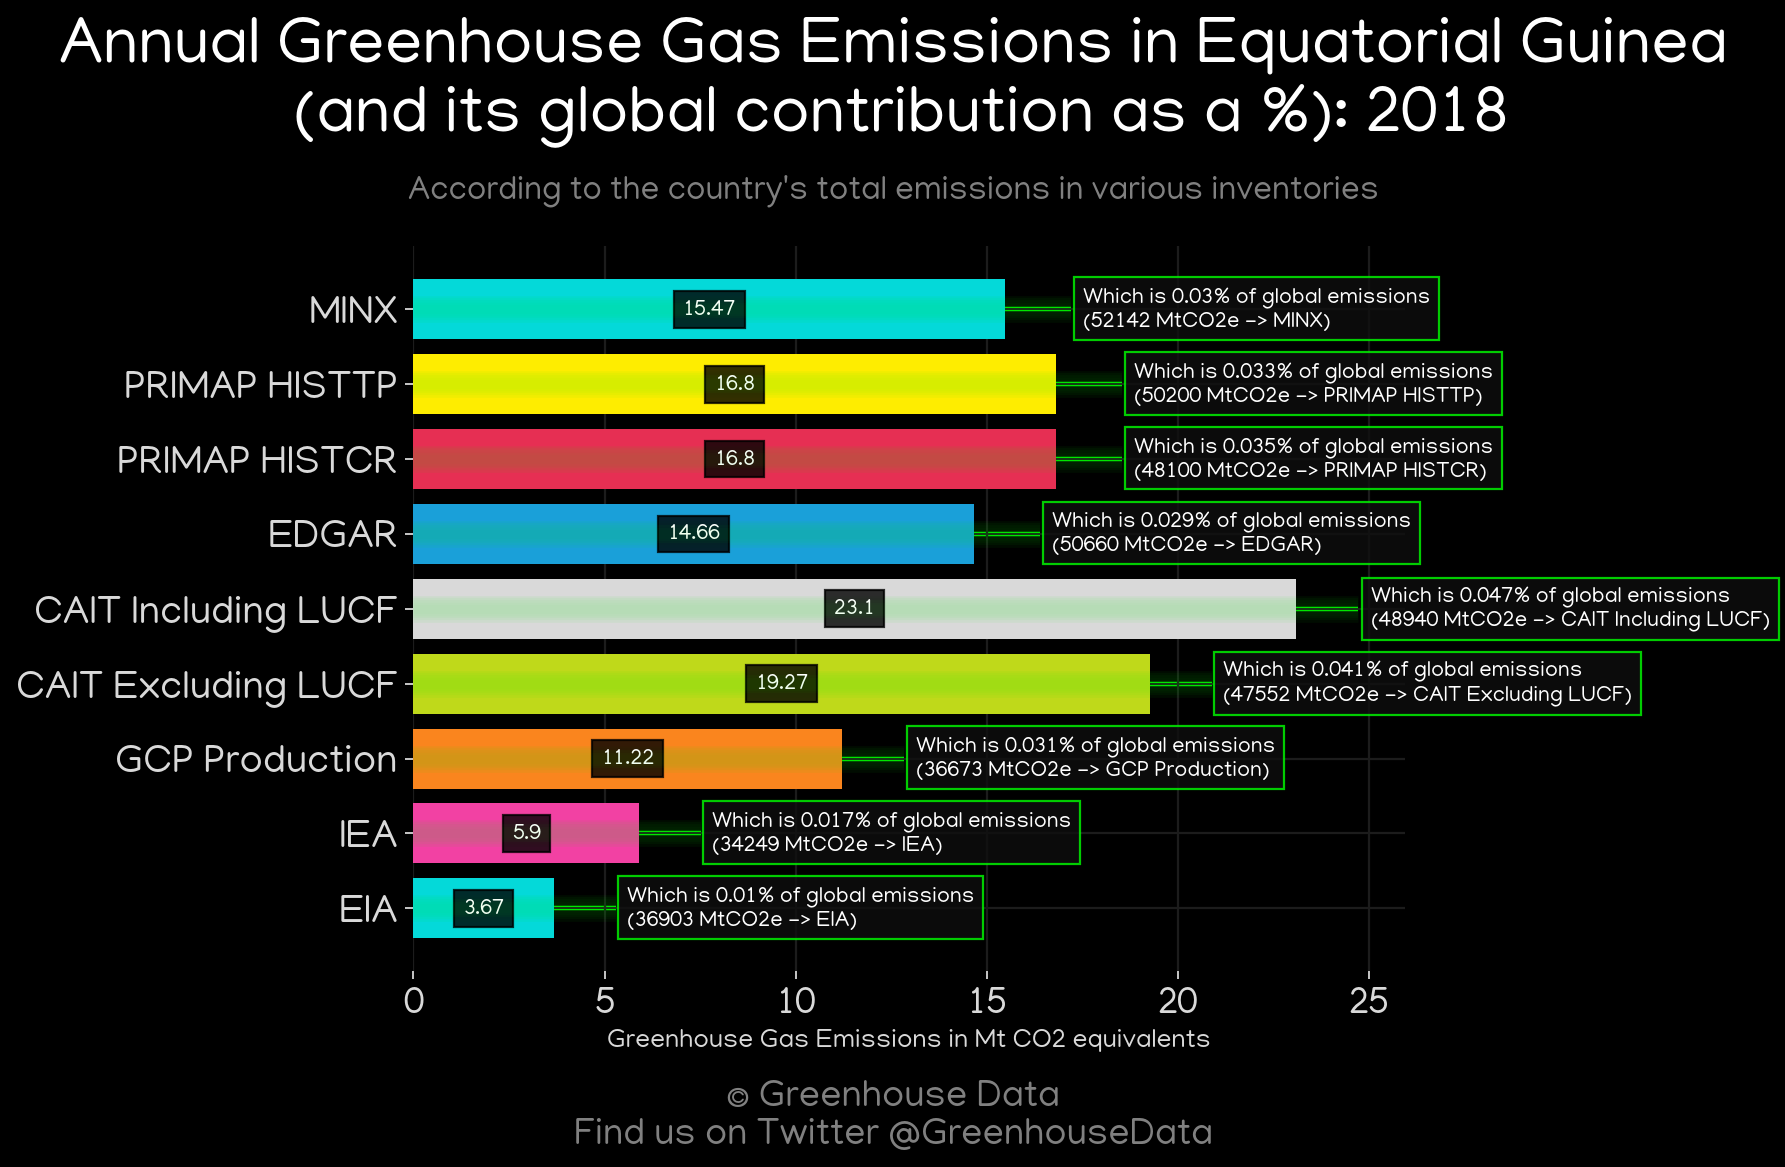 Annual Greenhouse Gas Emissions in Equatorial Guinea
(and its global contribution as a %): 2018
According to the country's total emissions in various inventories
MINX
15.47
Which is 0.03% of global emissions
(52142 MtCO2e -> MINX)
PRIMAP HISTTP
16.8
Which is 0.033% of global emissions
(50200 MtCO2e -> PRIMAP HISTTP)
PRIMAP HISTCR
16.8
Which is 0.035% of global emissions
(48100 MtCO2e -> PRIMAP HISTCR)
EDGAR
14.66
Which is 0.029% of global emissions
(50660 MtCO2e -> EDGAR)
CAIT Including LUCF
23.1
Which is 0.047% of global emissions
(48940 MtCO2e -> CAIT Including LUCF)
CAIT Excluding LUCF
19.27
Which is 0.041% of global emissions
(47552 MtCO2e -> CAIT Excluding LUCF)
GCP Production
11.22
Which is 0.031% of global emissions
(36673 MtCO2e -> GCP Production)
IEA
5.9
Which is 0.017% of global emissions
(34249 MtCO2e -> IEA)
EIA
3.67
Which is 0.01% of global emissions
(36903 MtCO2e -> EIA)
0 5 10 15 20 25
Greenhouse Gas Emissions in Mt CO2 equivalents
© Greenhouse Data
Find us on Twitter @GreenhouseData